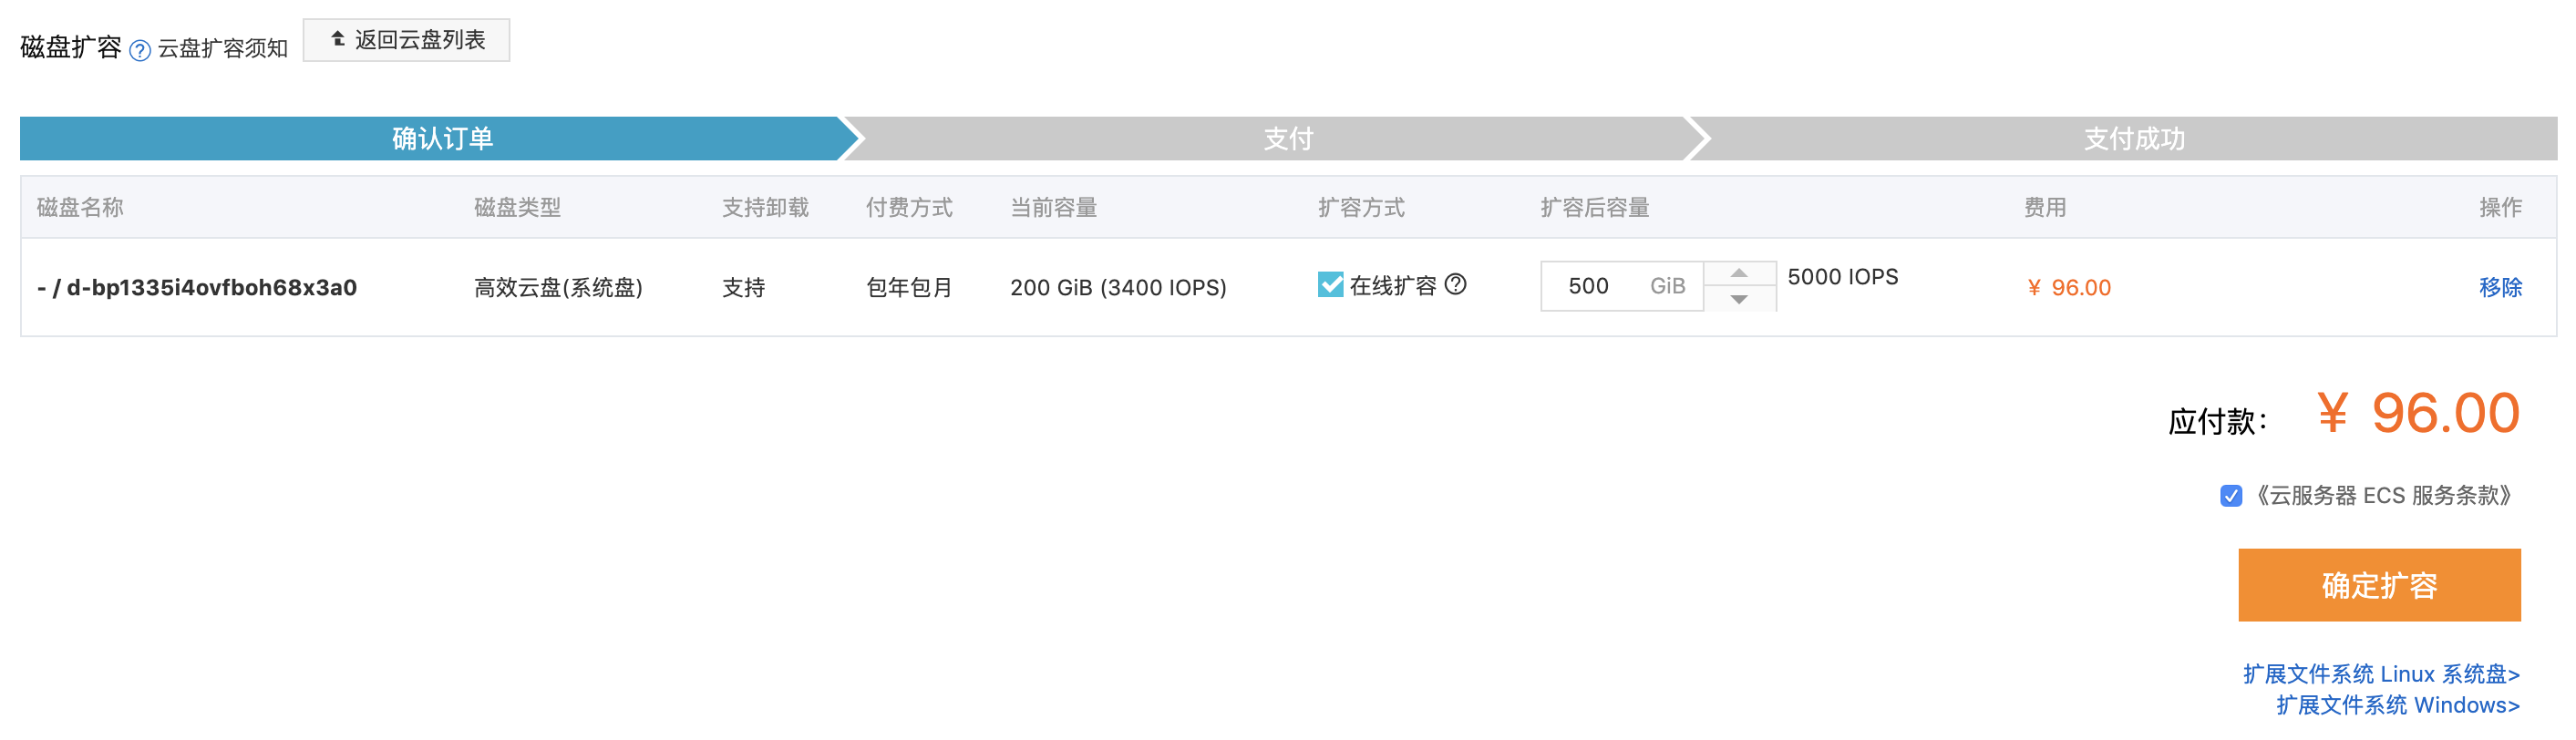 磁盘扩容 ? 云盘扩容须知 返回云盘列表
确认订单 支付 支付成功
磁盘名称 磁盘类型 支持卸载 付费方式 当前容量 扩容方式 扩容后容量 费用 操作
- / d-bp1335i4ovfboh68x3a0 高效云盘(系统盘) 支持 包年包月 200 GiB (3400 IOPS) 在线扩容 ? 500 GiB 5000 IOPS ¥ 96.00 移除
应付款： ¥ 96.00
《云服务器 ECS 服务条款》
确定扩容
扩展文件系统 Linux 系统盘>
扩展文件系统 Windows>